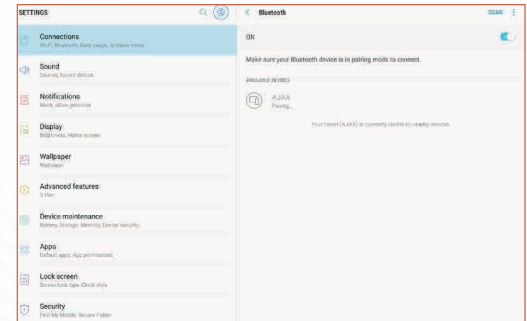 SETTINGS
Connections
Wi-Fi, Bluetooth, Data usage, Airplane mode
Sound
Sounds, Do not disturb
Notifications
Block, allow, prioritize
Display
Brightness, Home screen
Wallpaper
Wallpaper
Advanced features
S Pen
Device maintenance
Battery, Storage, Memory, Device security
Apps
Default apps, App permissions
Lock screen
Screen lock type, Clock style
Security
Find My Mobile, Secure Folder
Bluetooth
SCAN
ON
Make sure your Bluetooth device is in pairing mode to connect.
AVAILABLE DEVICES
AJAX
Pairing...
Your tablet (AJAX) is currently visible to nearby devices.